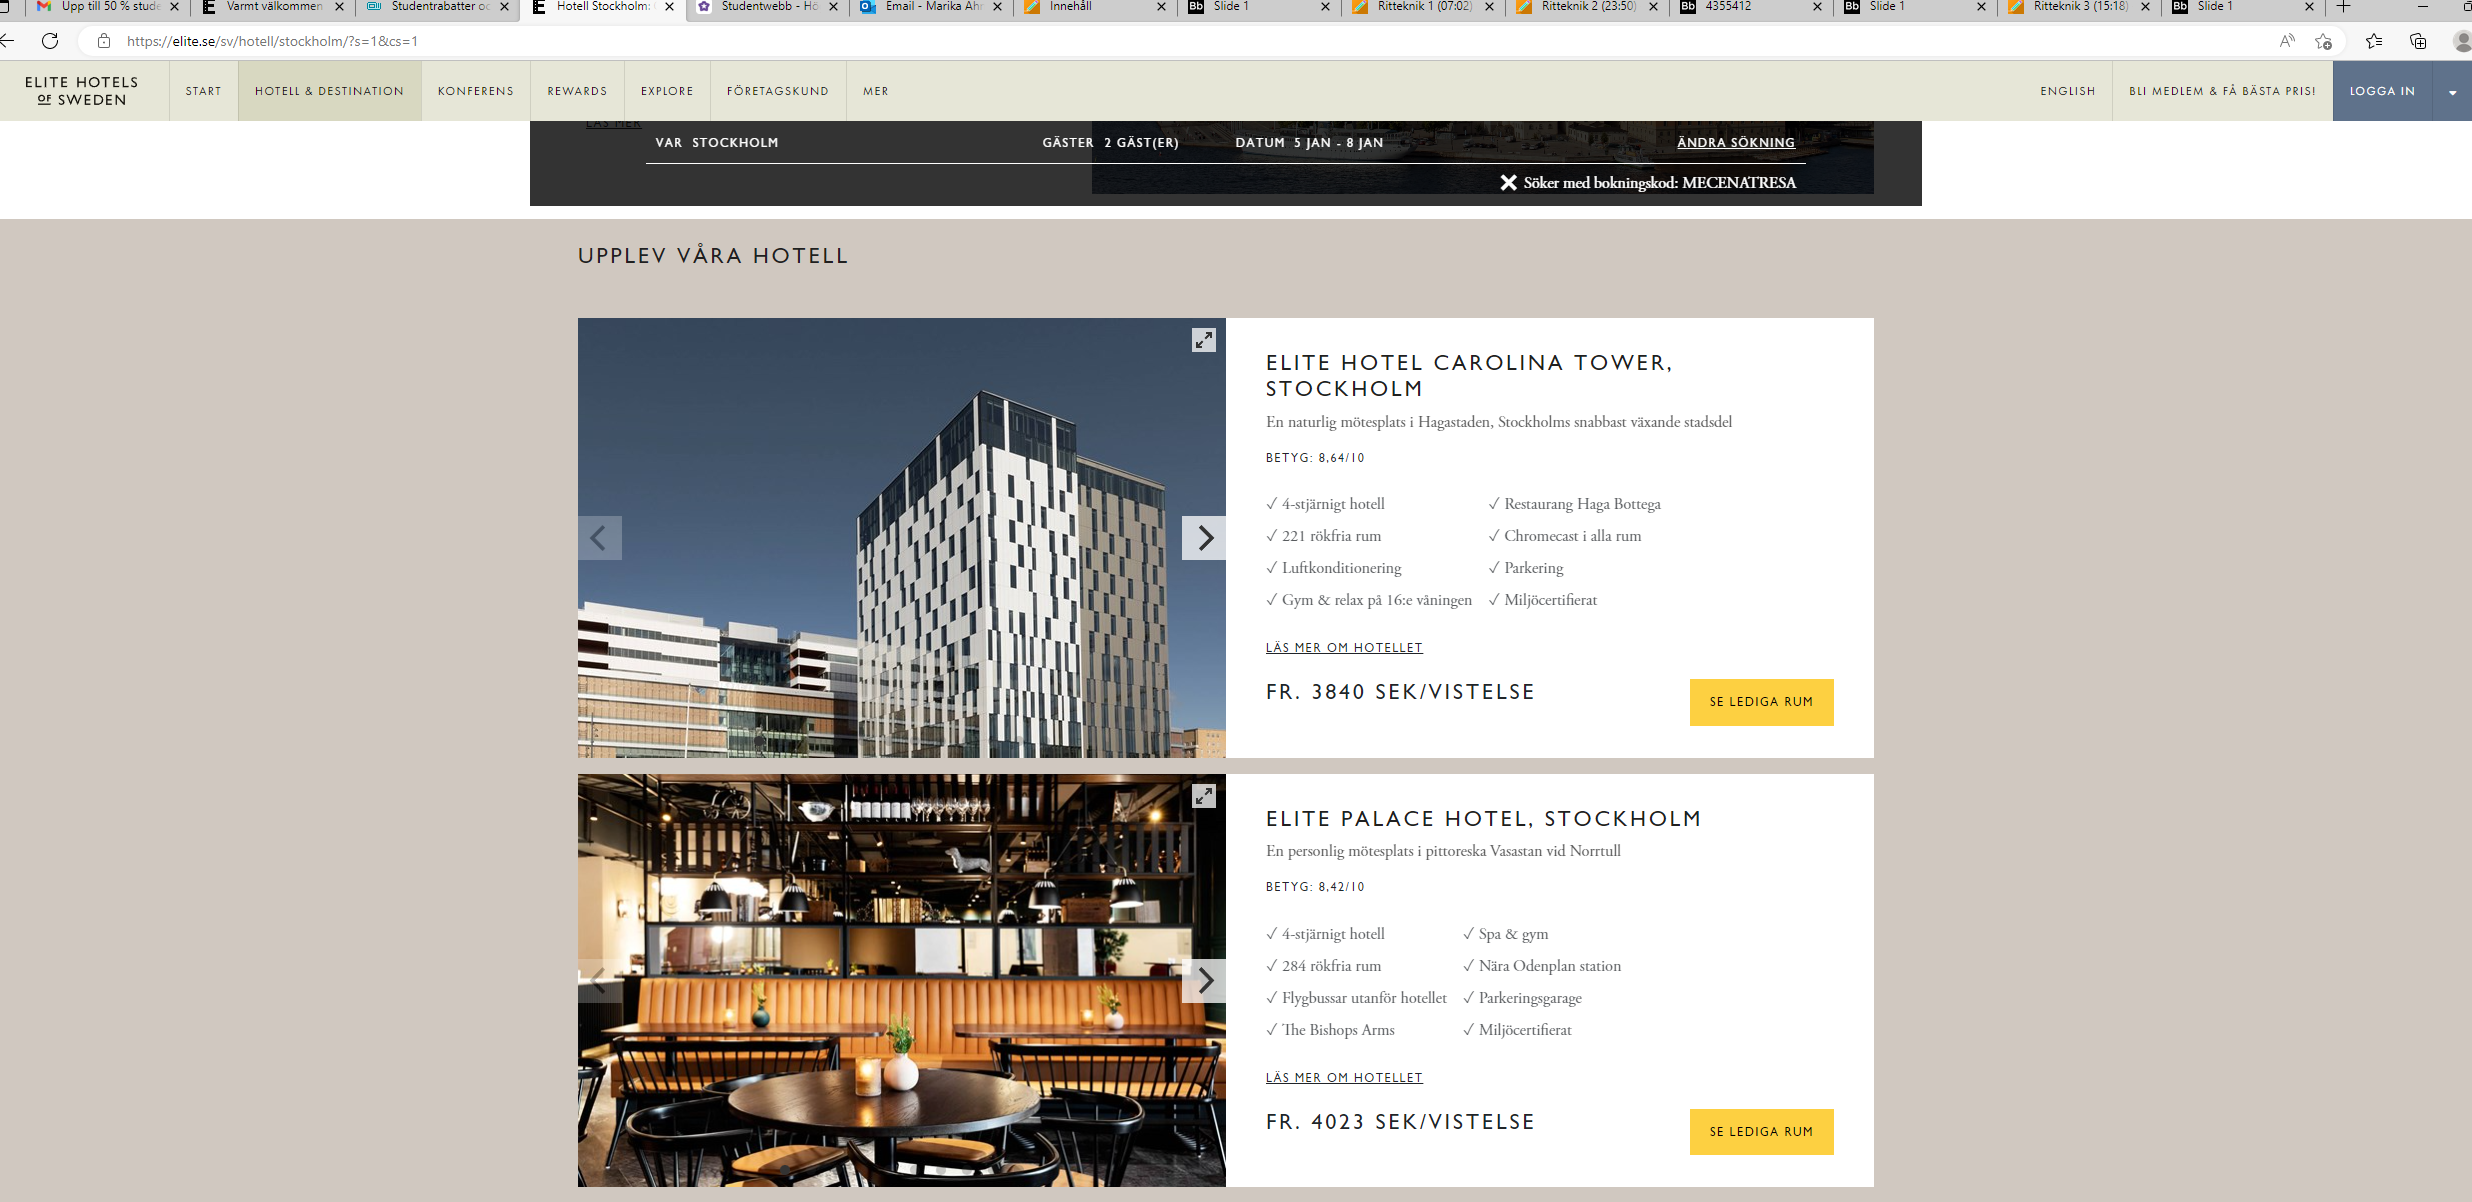 Upp till 50 % stude
Varmt välkommen
Studentrabatter oc
Hotell Stockholm:
Studentwebb - Hö
Email - Marika Ahr
Innehåll
Bb Slide 1
Ritteknik 1 (07:02)
Ritteknik 2 (23:50)
Bb 4355412
Bb Slide 1
Ritteknik 3 (15:18)
Bb Slide 1
https://elite.se/sv/hotell/stockholm/?s=1&cs=1
ELITE HOTELS
OF SWEDEN
START
HOTELL & DESTINATION
KONFERENS
REWARDS
EXPLORE
FÖRETAGSKUND
MER
ENGLISH
BLI MEDLEM & FÅ BÄSTA PRIS!
LOGGA IN
LÄS MER
VAR STOCKHOLM
GÄSTER 2 GÄST(ER)
DATUM 5 JAN - 8 JAN
ÄNDRA SÖKNING
Söker med bokningskod: MECENATRESA
UPPLEV VÅRA HOTELL
ELITE HOTEL CAROLINA TOWER,
STOCKHOLM
En naturlig mötesplats i Hagastaden, Stockholms snabbast växande stadsdel
BETYG: 8,64/10
✓ 4-stjärnigt hotell
✓ Restaurang Haga Bottega
✓ 221 rökfria rum
✓ Chromecast i alla rum
✓ Luftkonditionering
✓ Parkering
✓ Gym & relax på 16:e våningen
✓ Miljöcertifierat
LÄS MER OM HOTELLET
FR. 3840 SEK/VISTELSE
SE LEDIGA RUM
ELITE PALACE HOTEL, STOCKHOLM
En personlig mötesplats i pittoreska Vasastan vid Norrtull
BETYG: 8,42/10
✓ 4-stjärnigt hotell
✓ Spa & gym
✓ 284 rökfria rum
✓ Nära Odenplan station
✓ Flygbussar utanför hotellet
✓ Parkeringsgarage
✓ The Bishops Arms
✓ Miljöcertifierat
LÄS MER OM HOTELLET
FR. 4023 SEK/VISTELSE
SE LEDIGA RUM